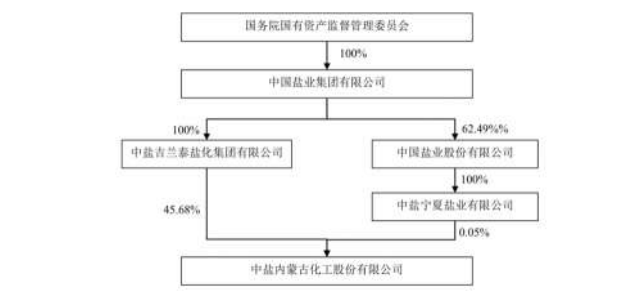 国务院国有资产监督管理委员会
100%
中国盐业集团有限公司
100%
62.49%%
中盐吉兰泰盐化集团有限公司
中国盐业股份有限公司
100%
45.68%
中盐宁夏盐业有限公司
0.05%
中盐内蒙古化工股份有限公司